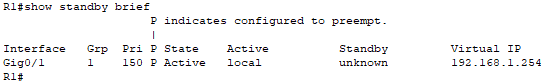 R1#show standby brief
P indicates configured to preempt.
|
Interface Grp Pri P State Active Standby Virtual IP
Gig0/1 1 150 P Active local unknown 192.168.1.254
R1#